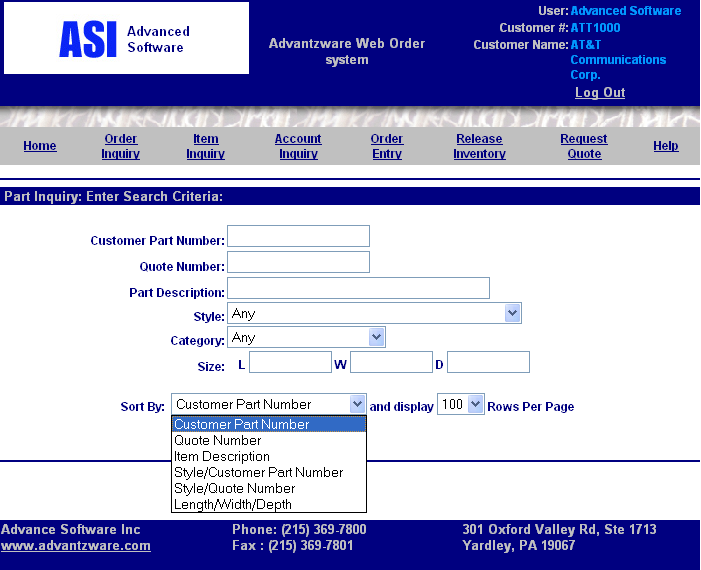 ASI Advanced Software
Advantzware Web Order system
User: Advanced Software
Customer #: ATT1000
Customer Name: AT&T Communications Corp.
Log Out
Home
Order Inquiry
Item Inquiry
Account Inquiry
Order Entry
Release Inventory
Request Quote
Help
Part Inquiry: Enter Search Criteria:
Customer Part Number:
Quote Number:
Part Description:
Style: Any
Category: Any
Size: L W D
Sort By: Customer Part Number and display 100 Rows Per Page
Customer Part Number
Quote Number
Item Description
Style/Customer Part Number
Style/Quote Number
Length/Width/Depth
Advance Software Inc
www.advantzware.com
Phone: (215) 369-7800
Fax : (215) 369-7801
301 Oxford Valley Rd, Ste 1713
Yardley, PA 19067